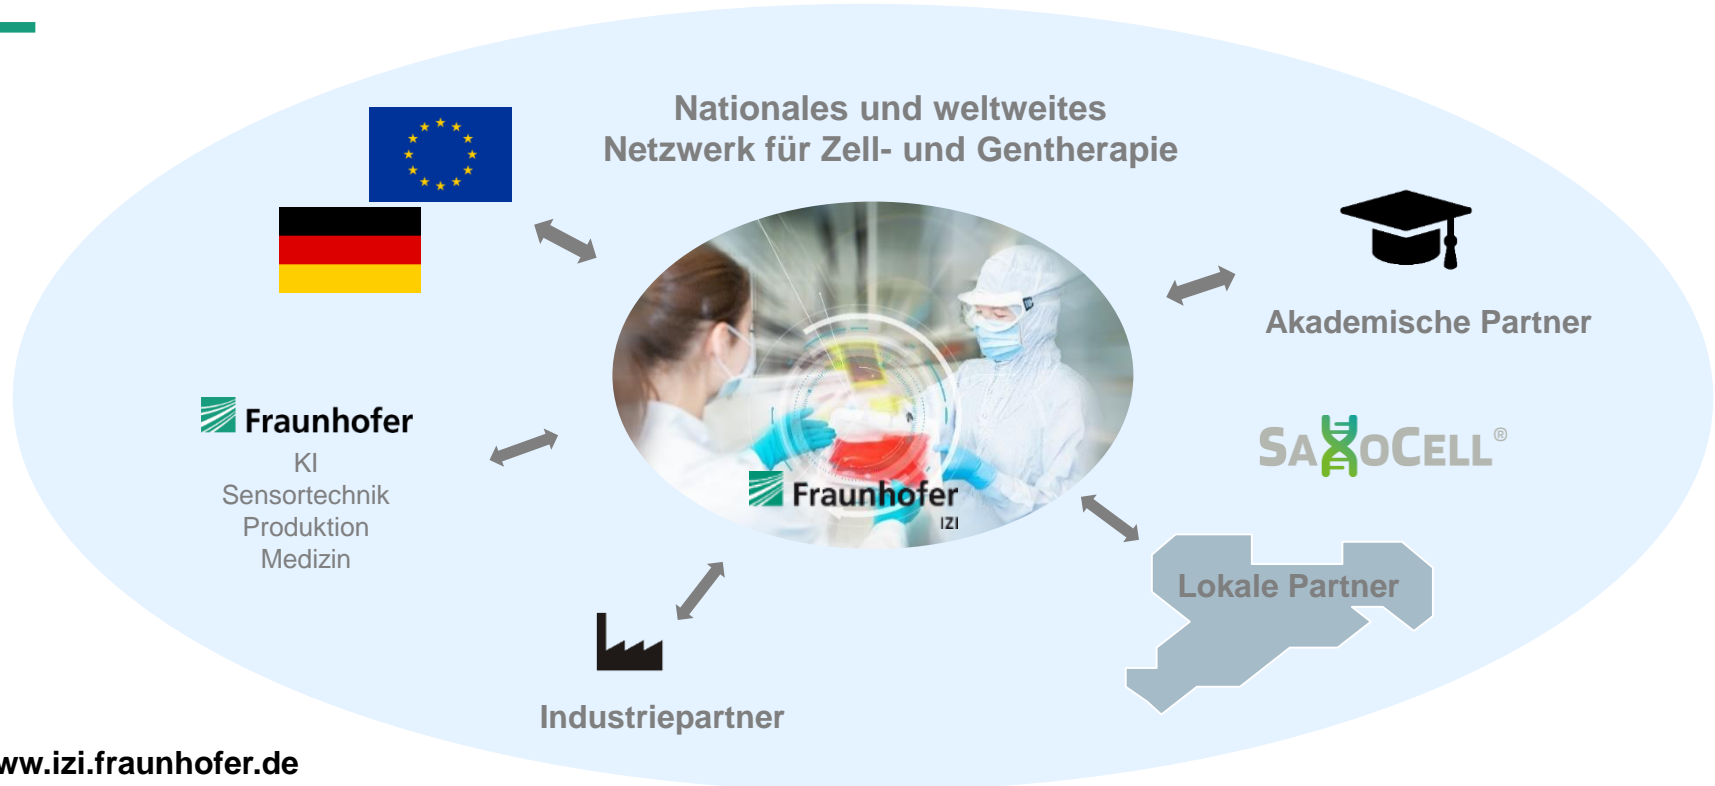 Nationales und weltweites
Netzwerk für Zell- und Gentherapie
Akademische Partner
Fraunhofer
KI
Sensortechnik
Produktion
Medizin
Fraunhofer
IZI
SAXOCELL®
Lokale Partner
Industriepartner
ww.izi.fraunhofer.de